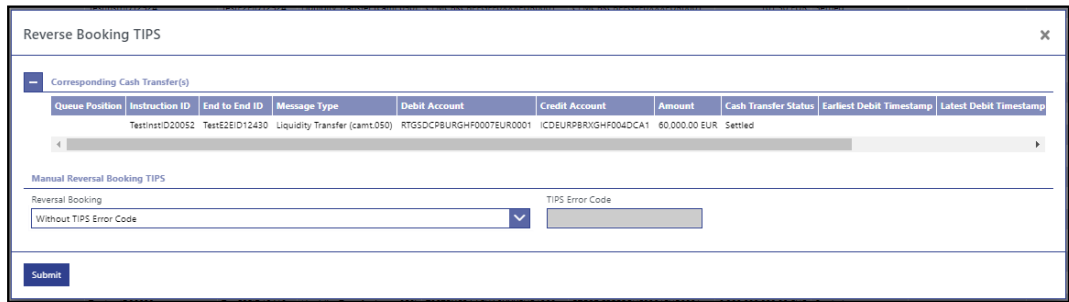 Reverse Booking TIPS
Corresponding Cash Transfer(s)
Queue Position Instruction ID End to End ID Message Type Debit Account Credit Account Amount Cash Transfer Status Earliest Debit Timestamp Latest Debit Timestamp
TestInstID20052 TestE2EID12430 Liquidity Transfer (camt.050) RTGSDCPBURGHF0007EUR0001 ICDEURPBRXGHF004DCA1 60,000.00 EUR Settled
Manual Reversal Booking TIPS
Reversal Booking TIPS Error Code
Without TIPS Error Code
Submit